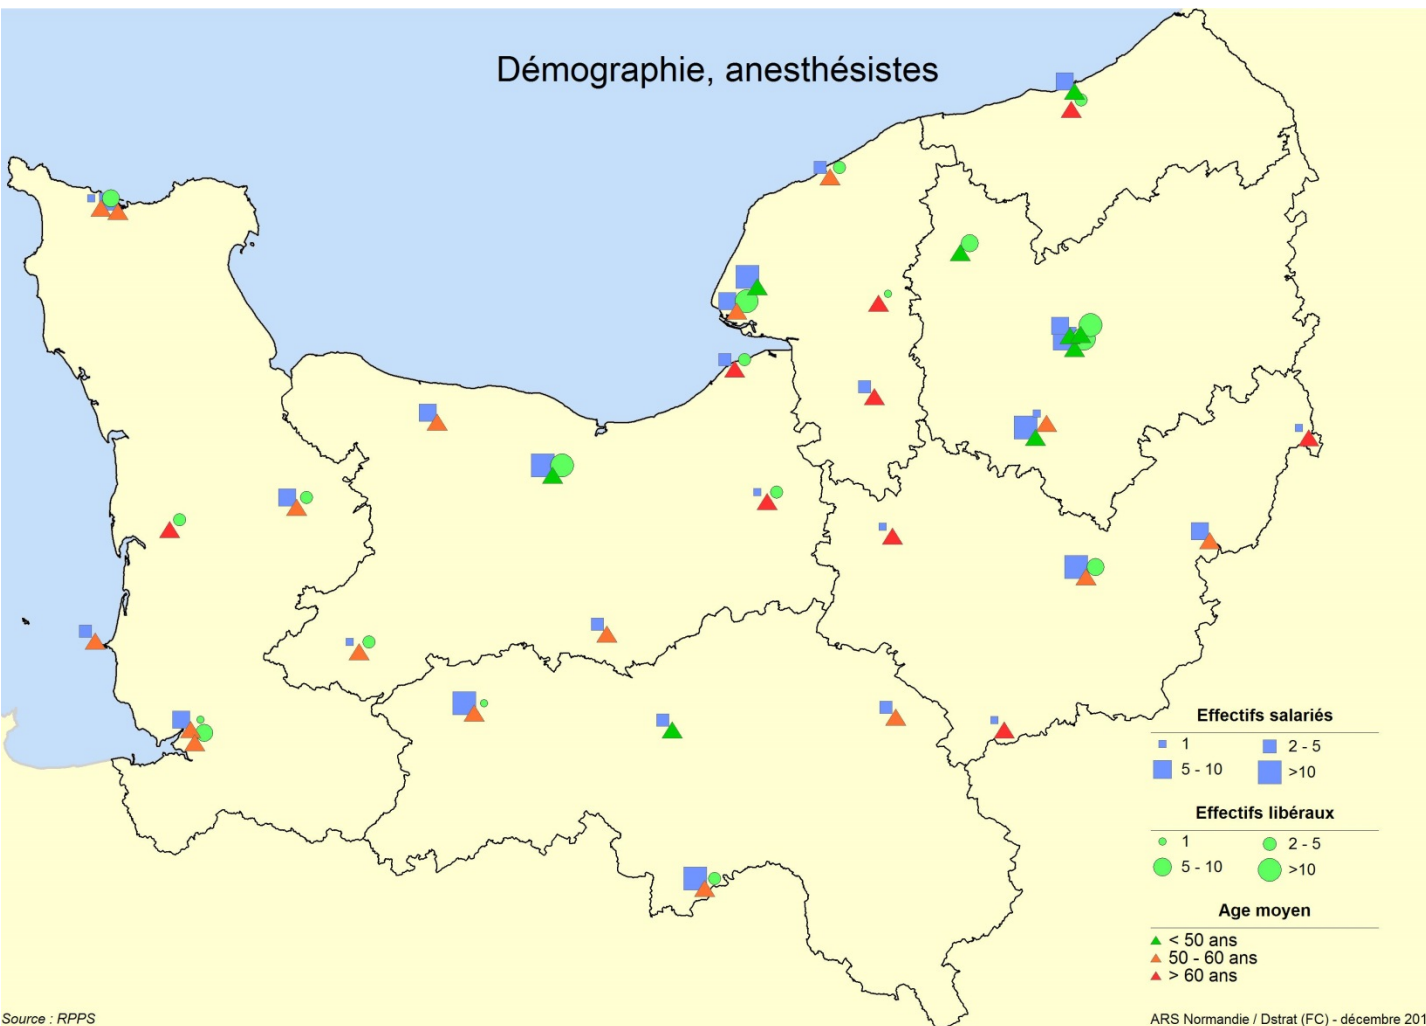 Démographie, anesthésistes
Effectifs salariés
1 2 - 5
5 - 10 >10
Effectifs libéraux
1 2 - 5
5 - 10 >10
Age moyen
< 50 ans
50 - 60 ans
> 60 ans
Source : RPPS
ARS Normandie / Dstrat (FC) - décembre 201